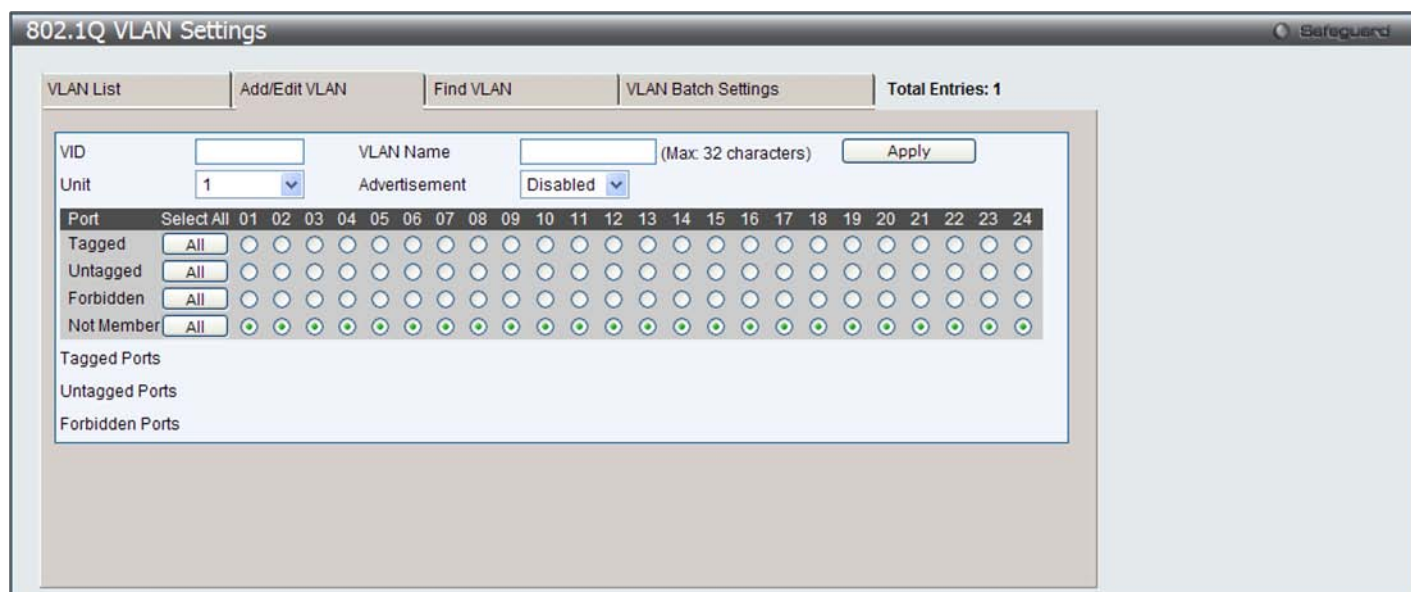 802.1Q VLAN Settings Safeguard
VLAN List Add/Edit VLAN Find VLAN VLAN Batch Settings Total Entries: 1
VID VLAN Name (Max: 32 characters) Apply
Unit 1 Advertisement Disabled
Port Select All 01 02 03 04 05 06 07 08 09 10 11 12 13 14 15 16 17 18 19 20 21 22 23 24
Tagged All
Untagged All
Forbidden All
Not Member All
Tagged Ports
Untagged Ports
Forbidden Ports